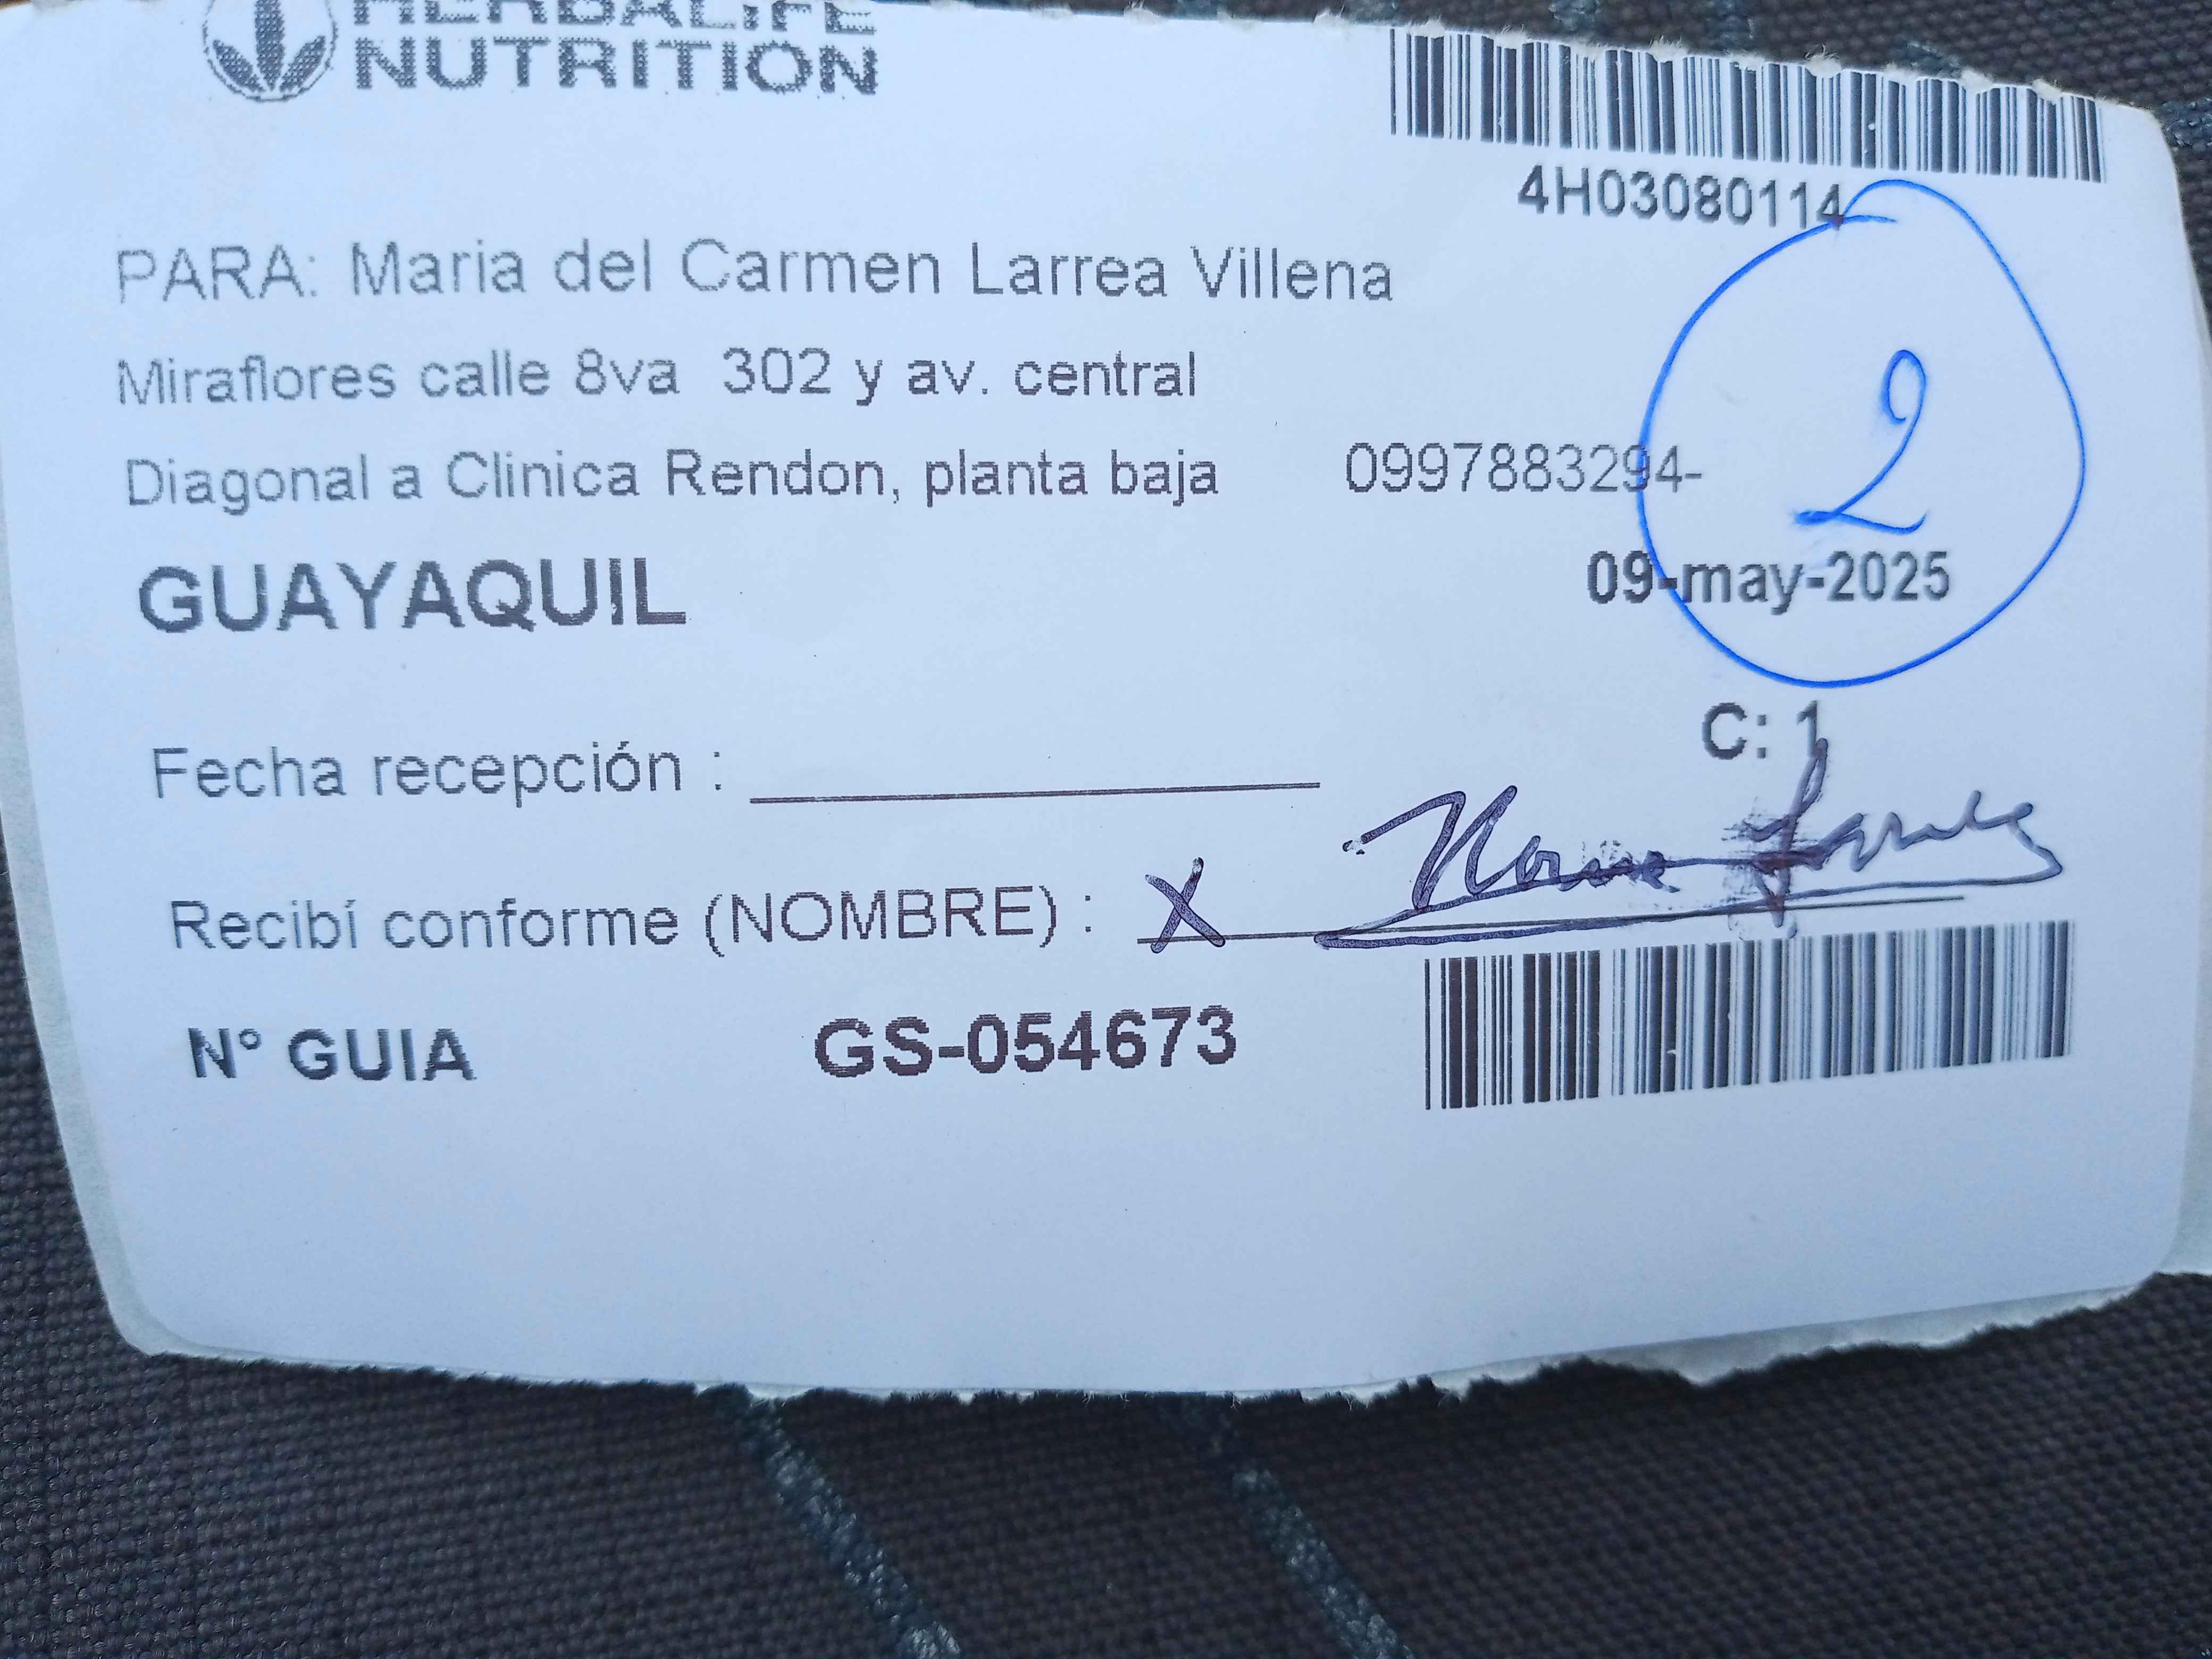 HERBALIFE
NUTRITION
4H03080114
PARA: Maria del Carmen Larrea Villena
Miraflores calle 8va 302 y av. central
Diagonal a Clinica Rendon, planta baja 0997883294-
2
GUAYAQUIL 09-may-2025
C: 1
Fecha recepción :
Recibí conforme (NOMBRE) : X
N° GUIA GS-054673